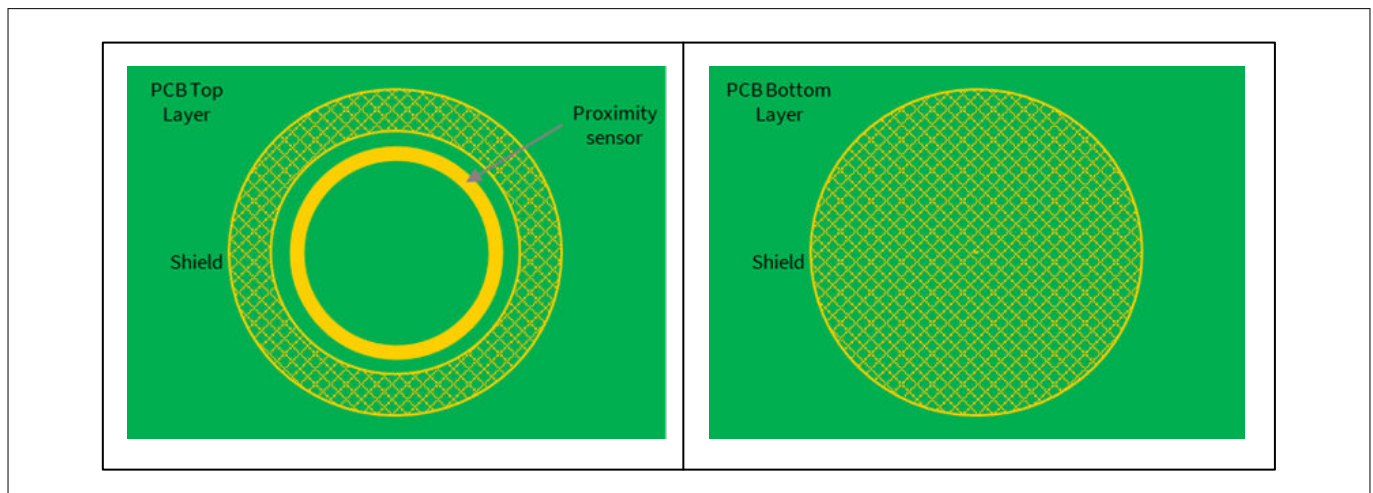 PCB Top
Layer
Proximity
sensor
Shield
PCB Bottom
Layer
Shield